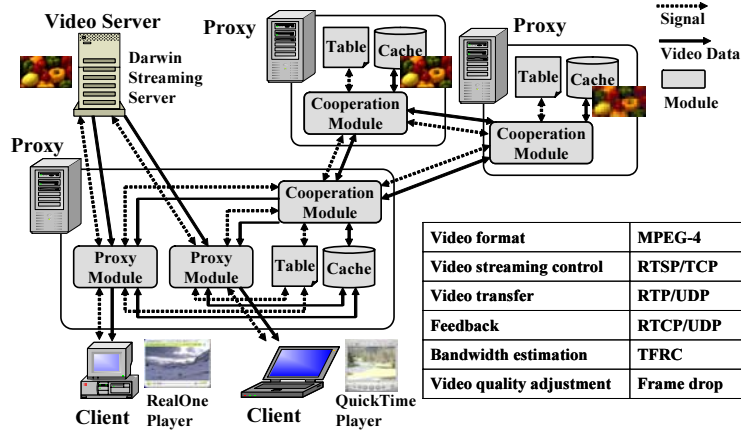 Video Server
Darwin
Streaming
Server
Proxy
Table
Cache
Cooperation
Module
Proxy
Table
Cache
Cooperation
Module
Signal
Video Data
Module
Proxy
Cooperation
Module
Proxy
Module
Proxy
Module
Table
Cache
Client
RealOne
Player
Client
QuickTime
Player
Video format MPEG-4
Video streaming control RTSP/TCP
Video transfer RTP/UDP
Feedback RTCP/UDP
Bandwidth estimation TFRC
Video quality adjustment Frame drop